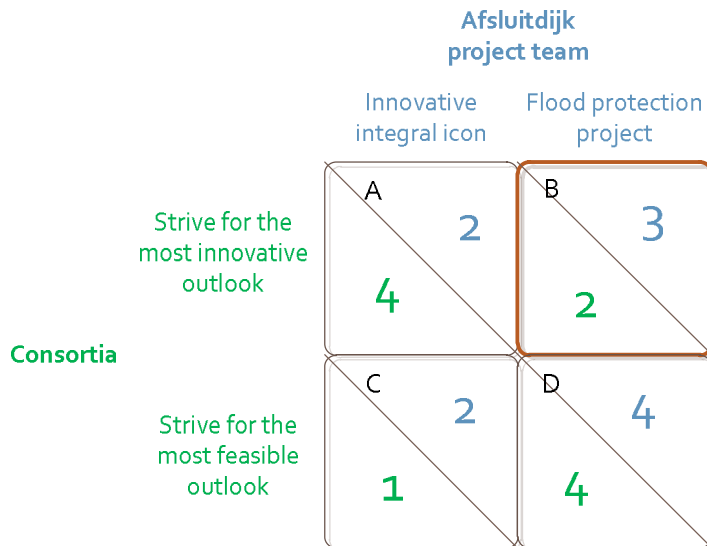 Afsluitdijk
project team
Innovative
integral icon
Flood protection
project
A
2
B
3
Strive for the
most innovative
outlook
4
2
Consortia
C
2
D
4
Strive for the
most feasible
outlook
1
4